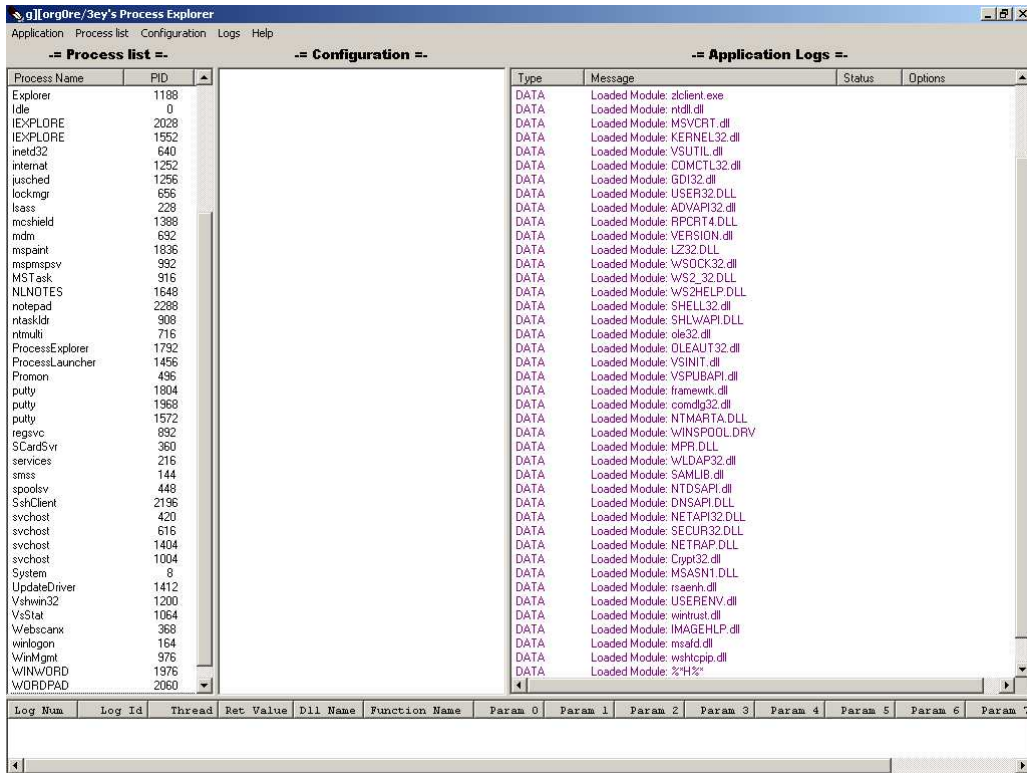 g][org0re/3ey's Process Explorer
Application Process list Configuration Logs Help
-= Process list =-
-= Configuration =-
-= Application Logs =-
Process Name PID
Explorer 1188
Idle 0
IEXPLORE 2028
IEXPLORE 1552
inetd32 640
internat 1252
jusched 1256
lockmgr 656
lsass 228
mcshield 1388
mdm 692
mspaint 1836
mspmspsv 992
MSTask 916
NLNOTES 1648
notepad 2288
ntaskldr 908
ntmulti 716
ProcessExplorer 1792
ProcessLauncher 1456
Promon 496
putty 1804
putty 1968
putty 1572
regsvc 892
SCardSvr 360
services 216
smss 144
spoolsv 448
SshClient 2196
svchost 420
svchost 616
svchost 1404
svchost 1004
System 8
UpdateDriver 1412
Vshwin32 1200
VsStat 1064
Webscanx 368
winlogon 164
WinMgmt 976
WINWORD 1976
WORDPAD 2060
Type Message Status Options
DATA Loaded Module: zlclient.exe
DATA Loaded Module: ntdll.dll
DATA Loaded Module: MSVCRT.dll
DATA Loaded Module: KERNEL32.dll
DATA Loaded Module: VSUTIL.dll
DATA Loaded Module: COMCTL32.dll
DATA Loaded Module: GDI32.dll
DATA Loaded Module: USER32.DLL
DATA Loaded Module: ADVAPI32.dll
DATA Loaded Module: RPCRT4.DLL
DATA Loaded Module: VERSION.dll
DATA Loaded Module: LZ32.DLL
DATA Loaded Module: WSOCK32.dll
DATA Loaded Module: WS2_32.DLL
DATA Loaded Module: WS2HELP.DLL
DATA Loaded Module: SHELL32.dll
DATA Loaded Module: SHLWAPI.DLL
DATA Loaded Module: ole32.dll
DATA Loaded Module: OLEAUT32.dll
DATA Loaded Module: VSINIT.dll
DATA Loaded Module: VSPUBAPI.dll
DATA Loaded Module: framewrk.dll
DATA Loaded Module: comdlg32.dll
DATA Loaded Module: NTMARTA.DLL
DATA Loaded Module: WINSPOOL.DRV
DATA Loaded Module: MPR.DLL
DATA Loaded Module: WLDAP32.dll
DATA Loaded Module: SAMLIB.dll
DATA Loaded Module: NTDSAPI.dll
DATA Loaded Module: DNSAPI.DLL
DATA Loaded Module: NETAPI32.DLL
DATA Loaded Module: SECUR32.DLL
DATA Loaded Module: NETRAP.DLL
DATA Loaded Module: Crypt32.dll
DATA Loaded Module: MSASN1.DLL
DATA Loaded Module: rsaenh.dll
DATA Loaded Module: USERENV.dll
DATA Loaded Module: wintrust.dll
DATA Loaded Module: IMAGEHLP.dll
DATA Loaded Module: msafd.dll
DATA Loaded Module: wshtcpip.dll
DATA Loaded Module: %*H%*
Log Num Log Id Thread Ret Value Dll Name Function Name Param 0 Param 1 Param 2 Param 3 Param 4 Param 5 Param 6 Param 7